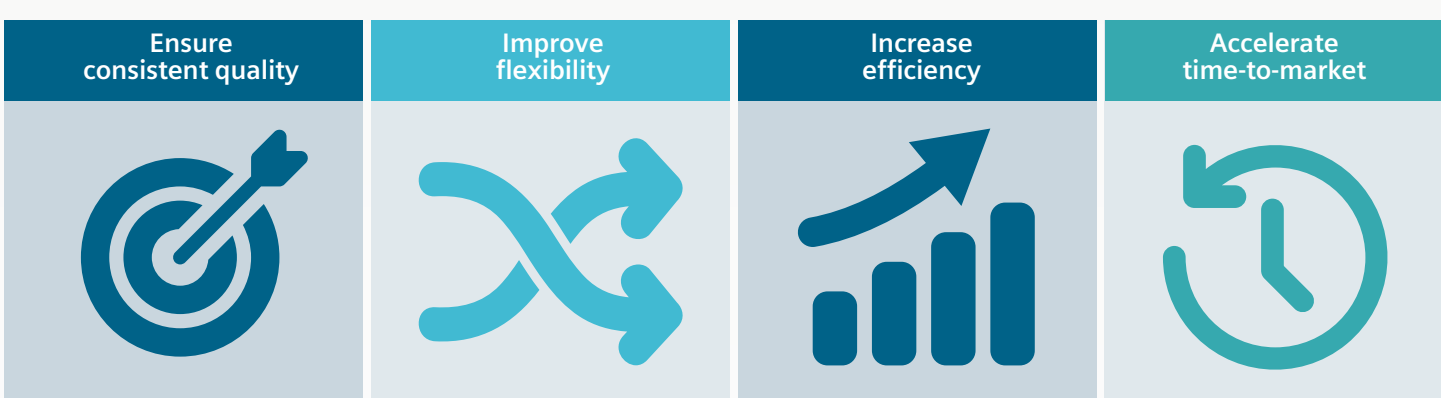 Ensure
consistent quality
Improve
flexibility
Increase
efficiency
Accelerate
time-to-market